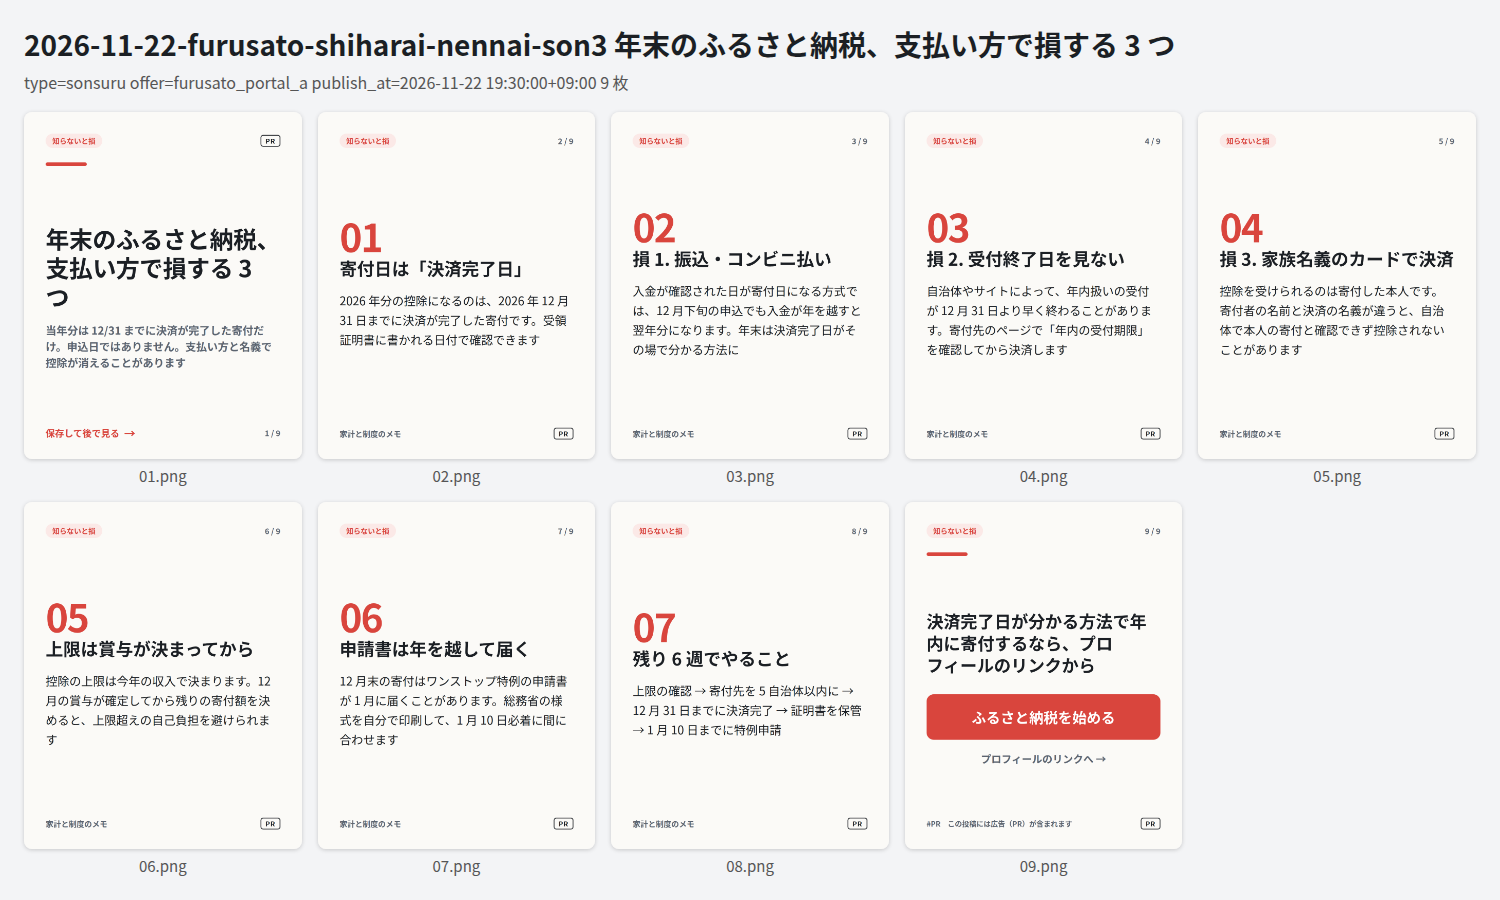 2026-11-22-furusato-shiharai-nennai-son3 年末のふるさと納税、支払い方で損する 3 つ
type=sonsuru offer=furusato_portal_a publish_at=2026-11-22 19:30:00+09:00 9 枚
知らないと損
PR
年末のふるさと納税、
支払い方で損する 3
つ
当年分は 12/31 までに決済が完了した寄付だ
け。申込日ではありません。支払い方と名義で
控除が消えることがあります
保存して後で見る →
1 / 9
01.png
知らないと損
2 / 9
01
寄付日は「決済完了日」
2026 年分の控除になるのは、2026 年 12 月
31 日までに決済が完了した寄付です。受領
証明書に書かれる日付で確認できます
家計と制度のメモ
PR
02.png
知らないと損
3 / 9
02
損 1. 振込・コンビニ払い
入金が確認された日が寄付日になる方式で
は、12 月下旬の申込でも入金が年を越すと
翌年分になります。年末は決済完了日がそ
の場で分かる方法に
家計と制度のメモ
PR
03.png
知らないと損
4 / 9
03
損 2. 受付終了日を見ない
自治体やサイトによって、年内扱いの受付
が 12 月 31 日より早く終わることがありま
す。寄付先のページで「年内の受付期限」
を確認してから決済します
家計と制度のメモ
PR
04.png
知らないと損
5 / 9
04
損 3. 家族名義のカードで決済
控除を受けられるのは寄付した本人です。
寄付者の名前と決済の名義が違うと、自治
体で本人の寄付と確認できず控除されない
ことがあります
家計と制度のメモ
PR
05.png
知らないと損
6 / 9
05
上限は賞与が決まってから
控除の上限は今年の収入で決まります。12
月の賞与が確定してから残りの寄付額を決
めると、上限超えの自己負担を避けられま
す
家計と制度のメモ
PR
06.png
知らないと損
7 / 9
06
申請書は年を越して届く
12 月末の寄付はワンストップ特例の申請書
が 1 月に届くことがあります。総務省の様
式を自分で印刷して、1 月 10 日必着に間に
合わせます
家計と制度のメモ
PR
07.png
知らないと損
8 / 9
07
残り 6 週でやること
上限の確認 → 寄付先を 5 自治体以内に →
12 月 31 日までに決済完了 → 証明書を保管
→ 1 月 10 日までに特例申請
家計と制度のメモ
PR
08.png
知らないと損
9 / 9
決済完了日が分かる方法で年
内に寄付するなら、プロ
フィールのリンクから
ふるさと納税を始める
プロフィールのリンクへ →
#PR この投稿には広告（PR）が含まれます
PR
09.png